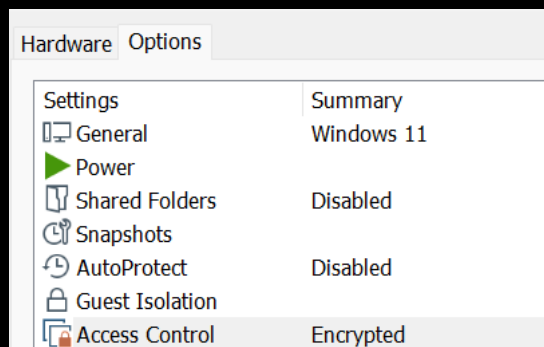 Hardware Options
Settings Summary
General Windows 11
Power
Shared Folders Disabled
Snapshots
AutoProtect Disabled
Guest Isolation
Access Control Encrypted